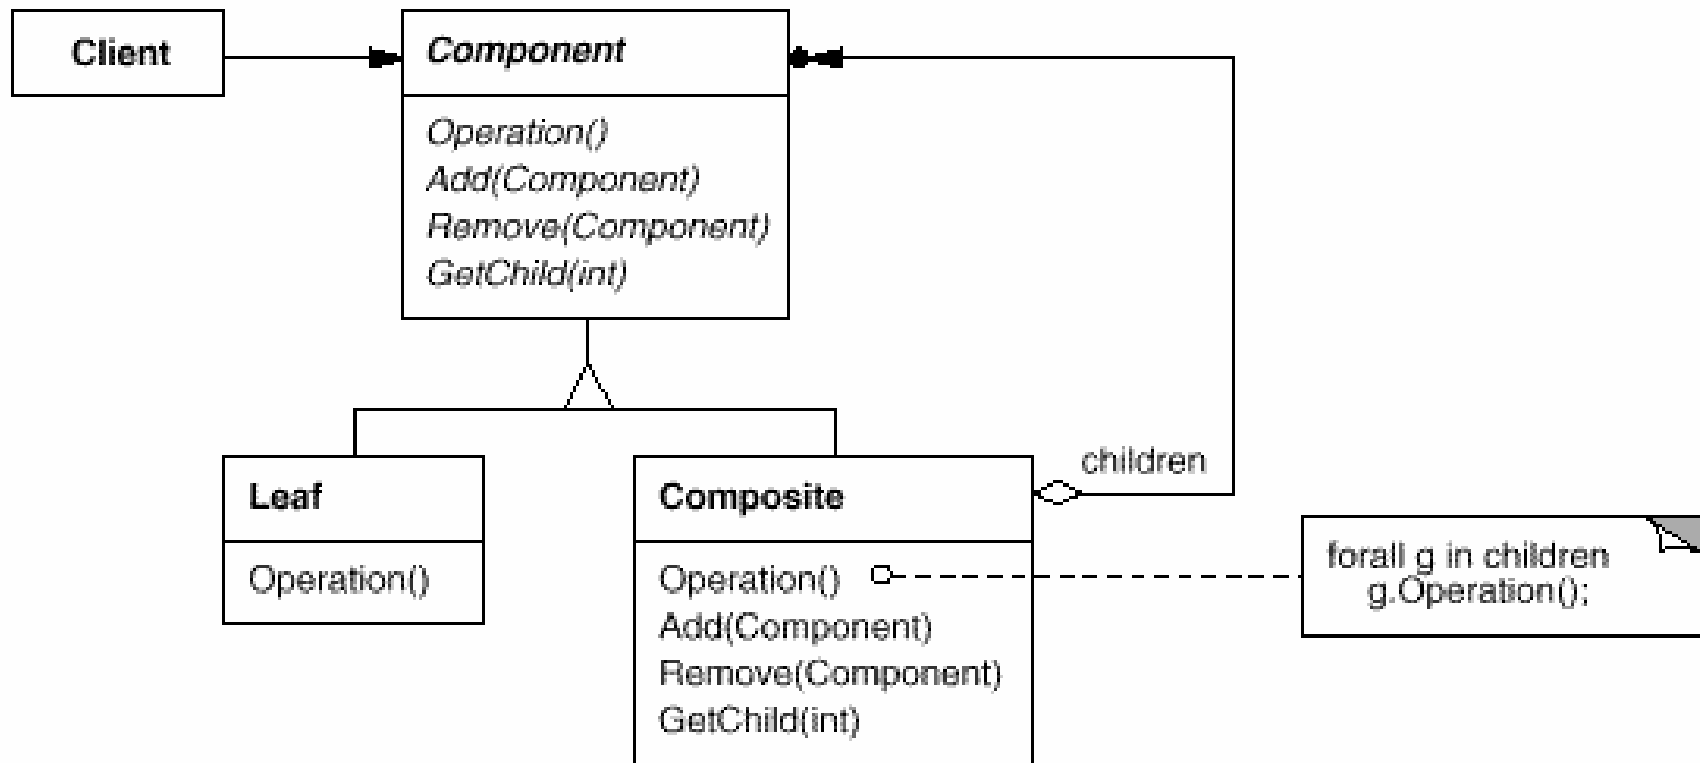 Client
Component
Operation()
Add(Component)
Remove(Component)
GetChild(int)
Leaf
Operation()
Composite
Operation()
Add(Component)
Remove(Component)
GetChild(int)
children
forall g in children
g.Operation();